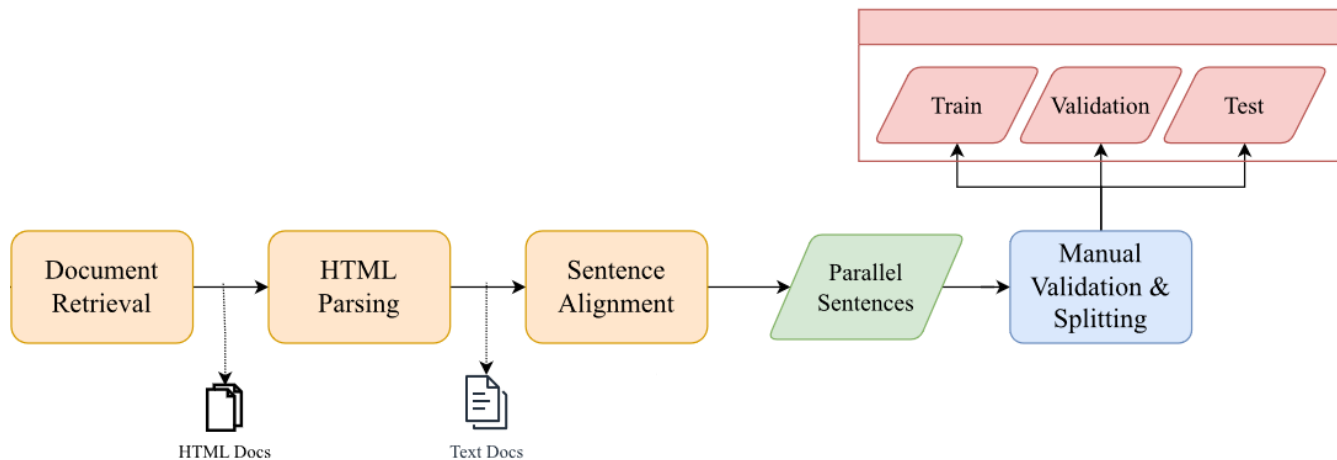 Train
Validation
Test
Document
Retrieval
HTML
Parsing
Sentence
Alignment
Parallel
Sentences
Manual
Validation &
Splitting
HTML Docs
Text Docs